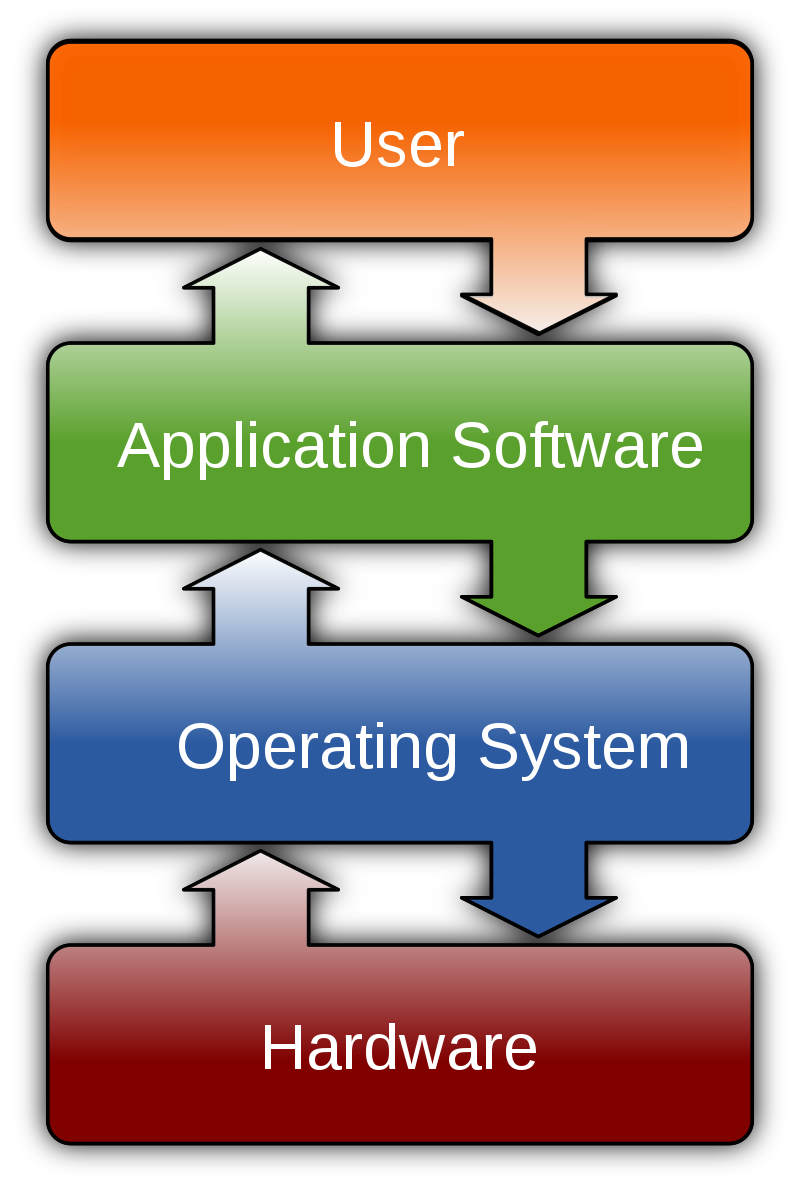 User
Application Software
Operating System
Hardware